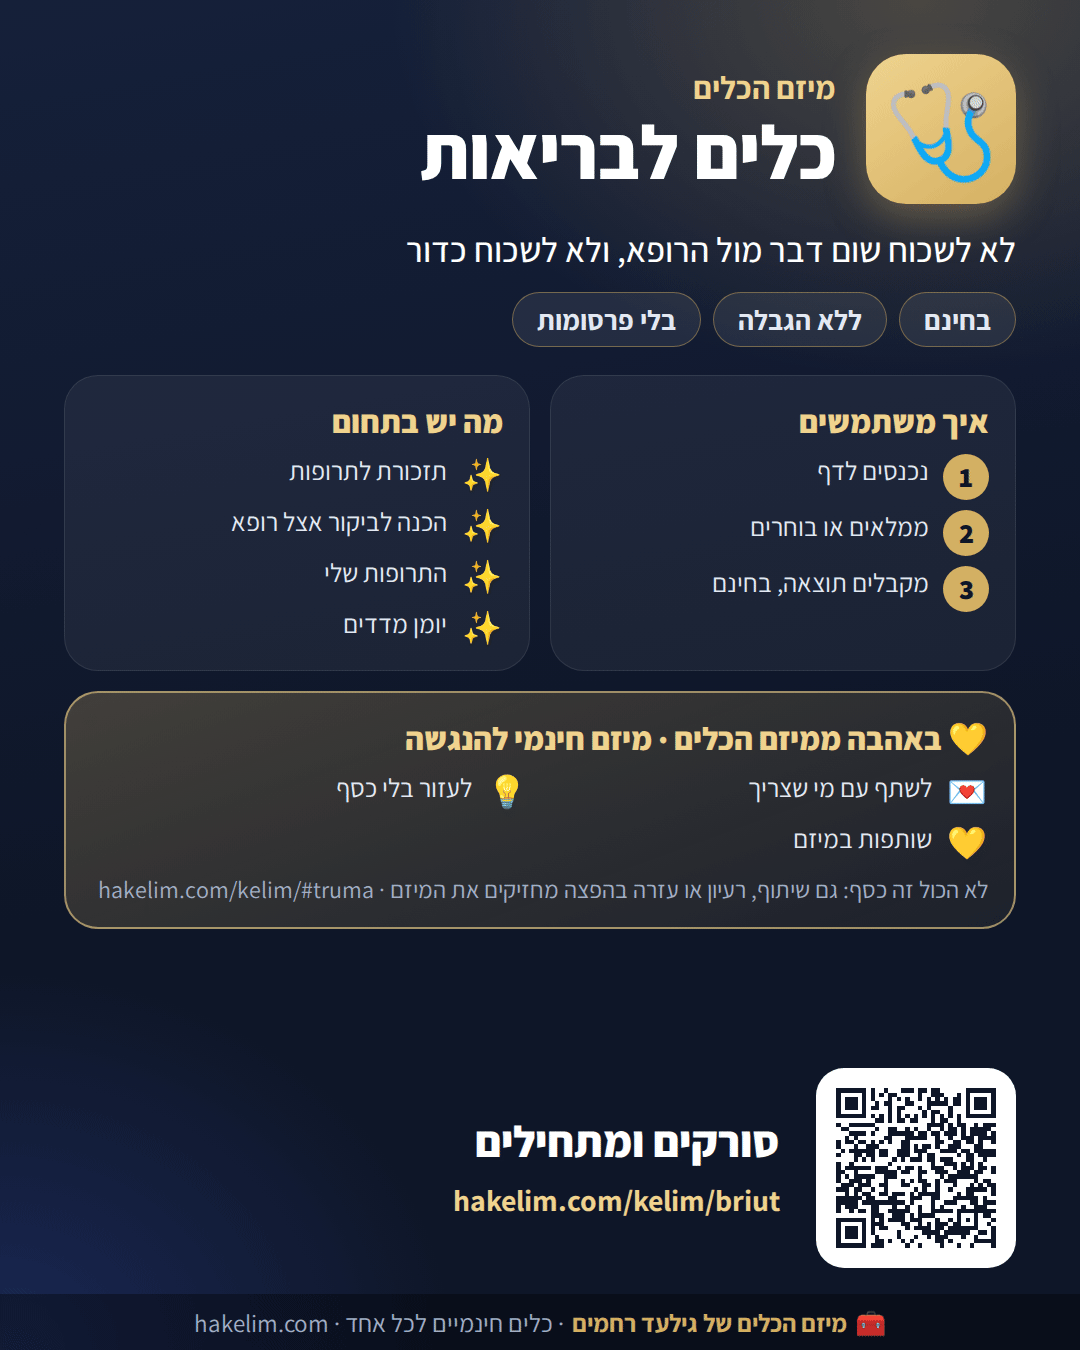 מיזם הכלים
כלים לבריאות
לא לשכוח שום דבר מול הרופא, ולא לשכוח כדור
בחינם
ללא הגבלה
בלי פרסומות
איך משתמשים
1 נכנסים לדף
2 ממלאים או בוחרים
3 מקבלים תוצאה, בחינם
מה יש בתחום
תזכורת לתרופות
הכנה לביקור אצל רופא
התרופות שלי
יומן מדדים
באהבה ממיזם הכלים · מיזם חינמי להנגשה
לשתף עם מי שצריך
לעזור בלי כסף
שותפות במיזם
לא הכול זה כסף: גם שיתוף, רעיון או עזרה בהפצה מחזיקים את המיזם · hakelim.com/kelim/#truma
סורקים ומתחילים
hakelim.com/kelim/briut
מיזם הכלים של גילעד רחמים · כלים חינמיים לכל אחד · hakelim.com